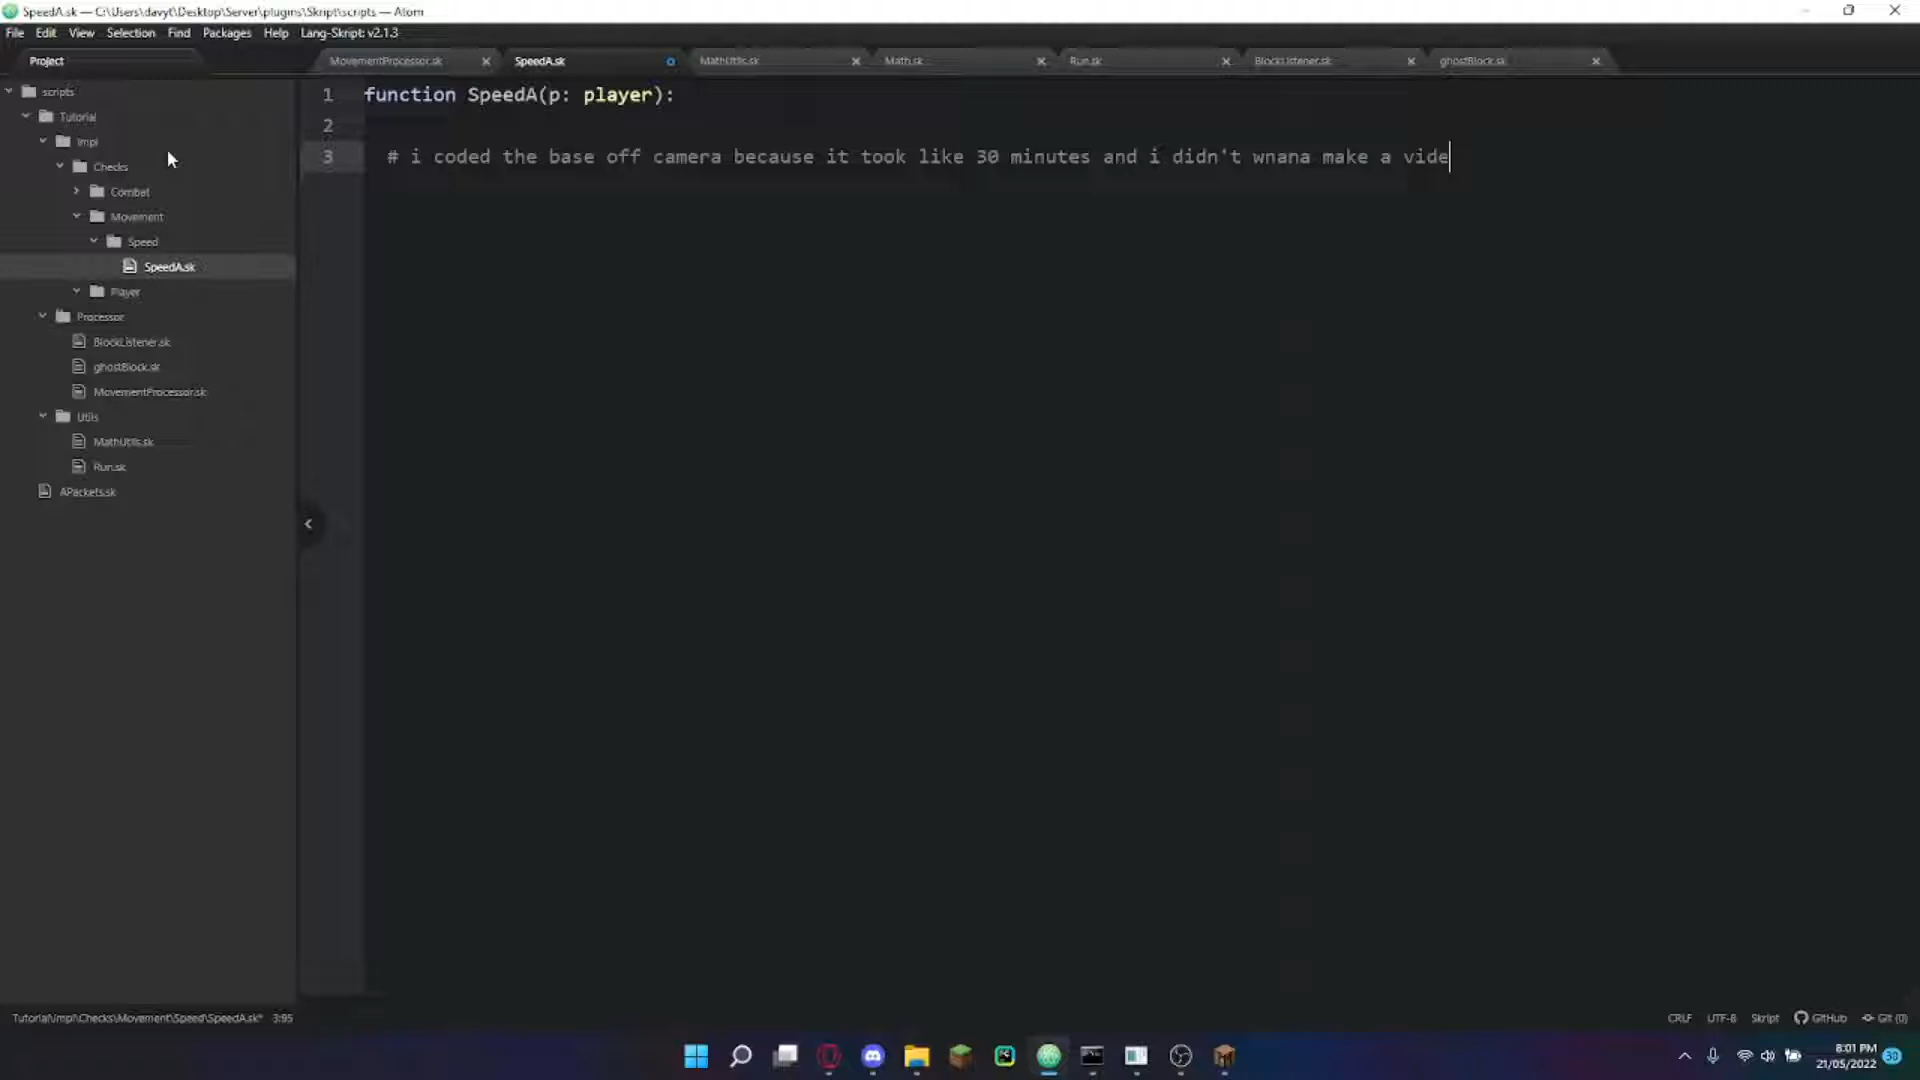 SpeedA.sk — C:\Users\davyt\Desktop\Server\plugins\Skript\scripts — Atom
File Edit View Selection Find Packages Help Lang-Skript: v2.1.3
Project
MovementProcessor.sk SpeedA.sk MathUtils.sk Math.sk Run.sk BlockListener.sk ghostBlock.sk
scripts
Tutorial
Impl
Checks
Combat
Movement
Speed
SpeedA.sk
Player
Processor
BlockListener.sk
ghostBlock.sk
MovementProcessor.sk
Utils
MathUtils.sk
Run.sk
APackets.sk
1 function SpeedA(p: player):
2
3 # i coded the base off camera because it took like 30 minutes and i didn't wnana make a vide
Tutorial\Impl\Checks\Movement\Speed\SpeedA.sk* 3:95
CRLF UTF-8 Skript GitHub Git (0)
8:01 PM
21/05/2022